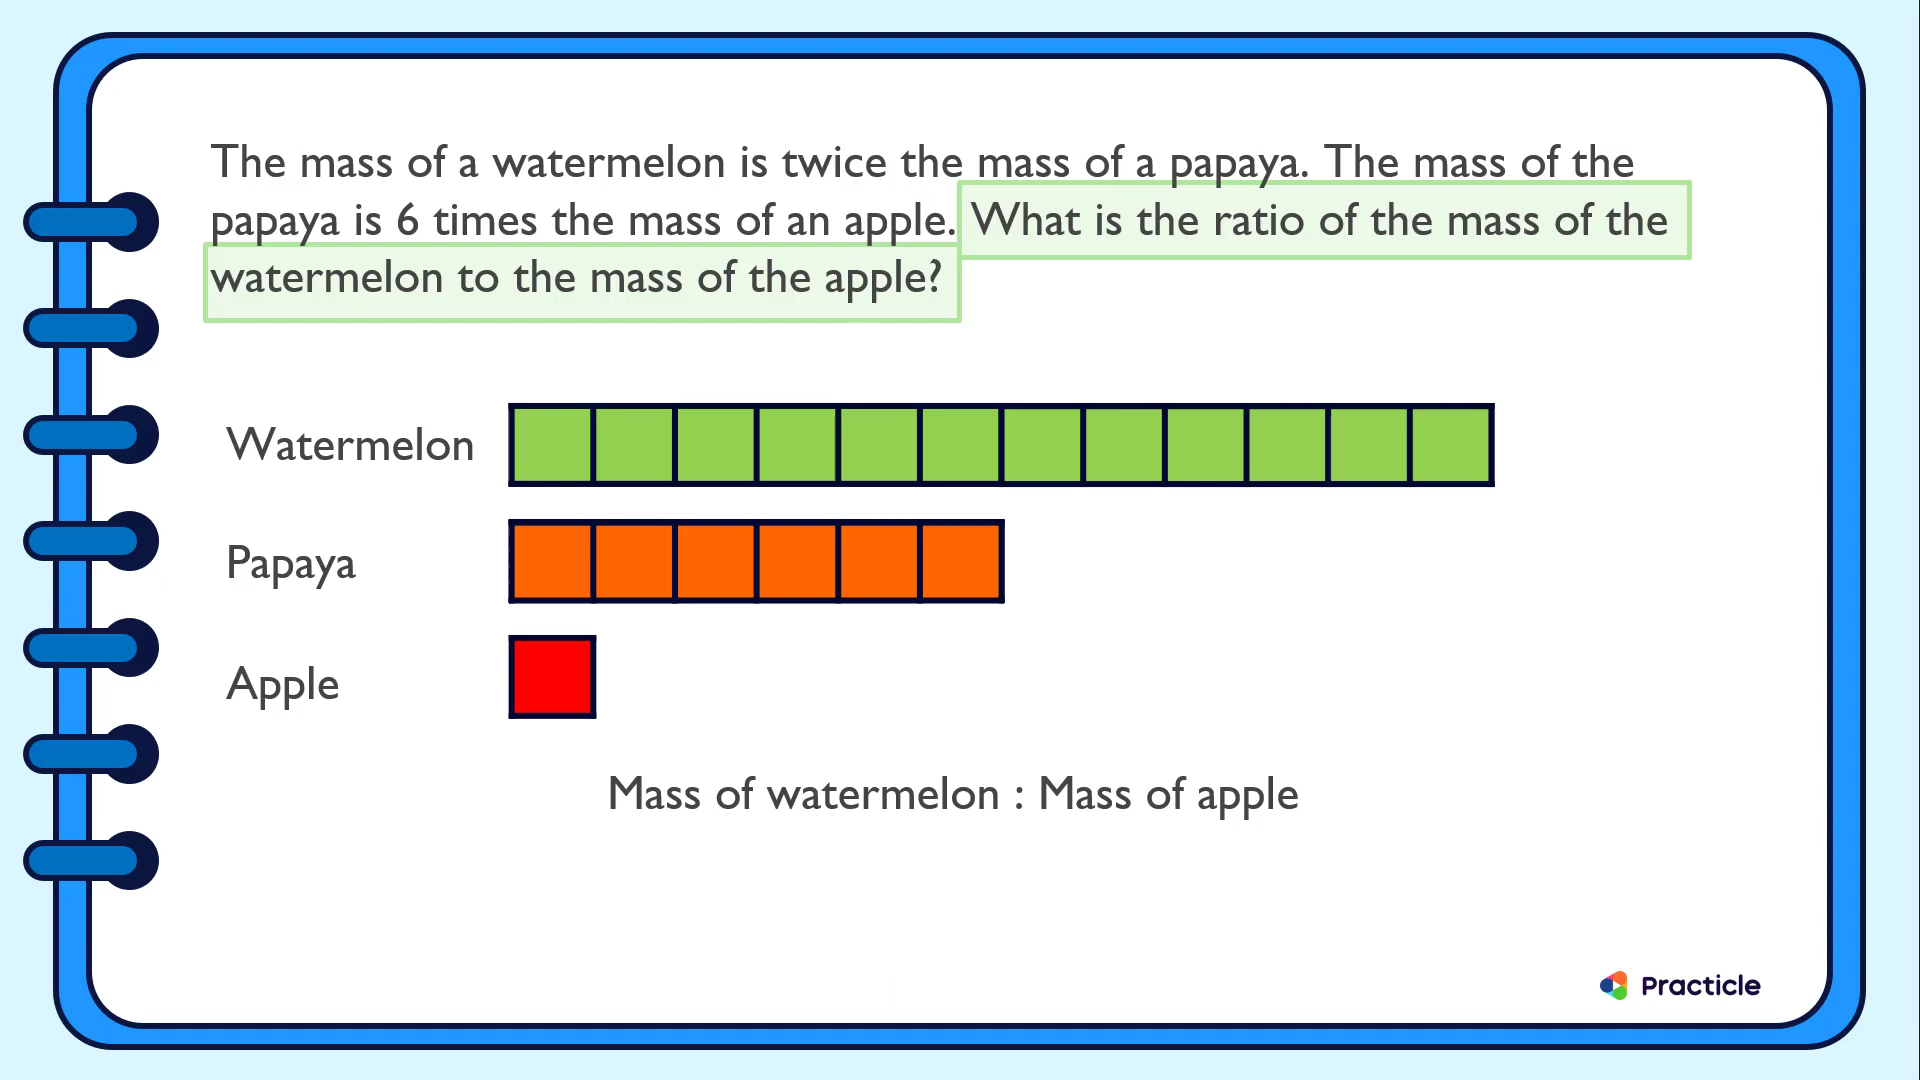 The mass of a watermelon is twice the mass of a papaya. The mass of the
papaya is 6 times the mass of an apple. What is the ratio of the mass of the
watermelon to the mass of the apple?
Watermelon
Papaya
Apple
Mass of watermelon : Mass of apple
Practicle